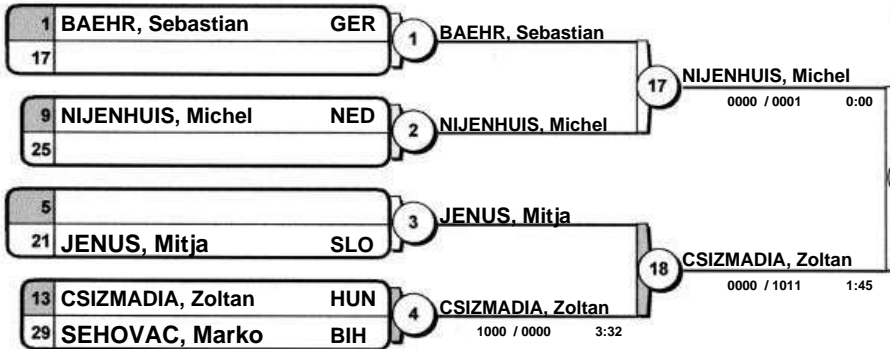 1 BAEHR, Sebastian GER
17
1 BAEHR, Sebastian
9 NIJENHUIS, Michel NED
25
2 NIJENHUIS, Michel
17 NIJENHUIS, Michel
0000 / 0001 0:00
5
21 JENUS, Mitja SLO
3 JENUS, Mitja
13 CSIZMADIA, Zoltan HUN
29 SEHOVAC, Marko BIH
4 CSIZMADIA, Zoltan
1000 / 0000 3:32
18 CSIZMADIA, Zoltan
0000 / 1011 1:45